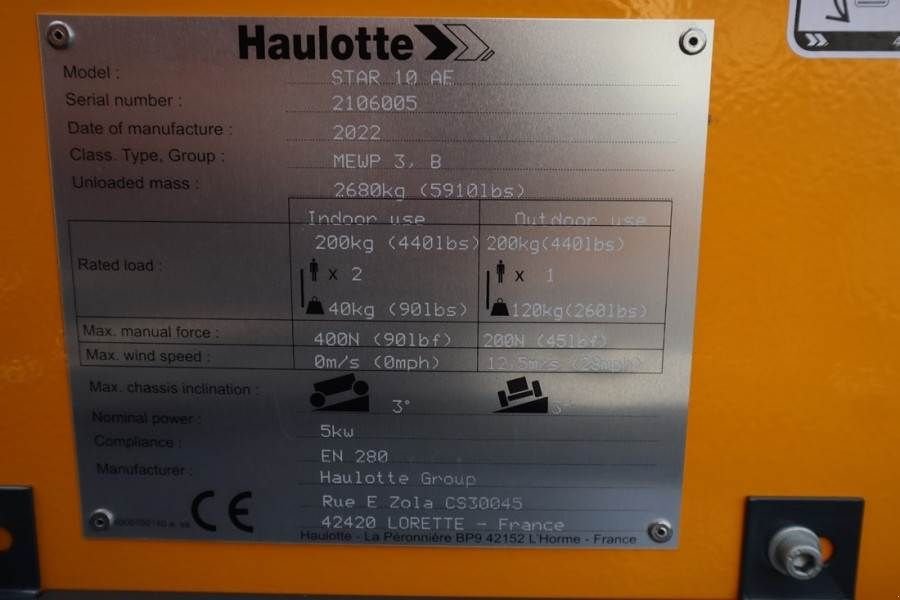 Haulotte
Model : STAR 10 AE
Serial number : 2106005
Date of manufacture : 2022
Class. Type, Group : MEWP 3, B
Unloaded mass : 2680kg (5910lbs)
Indoor use Outdoor use
200kg (440lbs) 200kg(440lbs)
Rated load : x 2 x 1
40kg (90lbs) 120kg(260lbs)
Max. manual force : 400N (90lbf) 200N (45lbf)
Max. wind speed : 0m/s (0mph) 12.5m/s (28mph)
Max. chassis inclination : 3°
Nominal power : 5kw
Compliance : EN 280
Manufacturer : Haulotte Group
Rue E Zola CS30045
CE
42420 LORETTE - France
Haulotte - La Péronnière BP9 42152 L'Horme - France